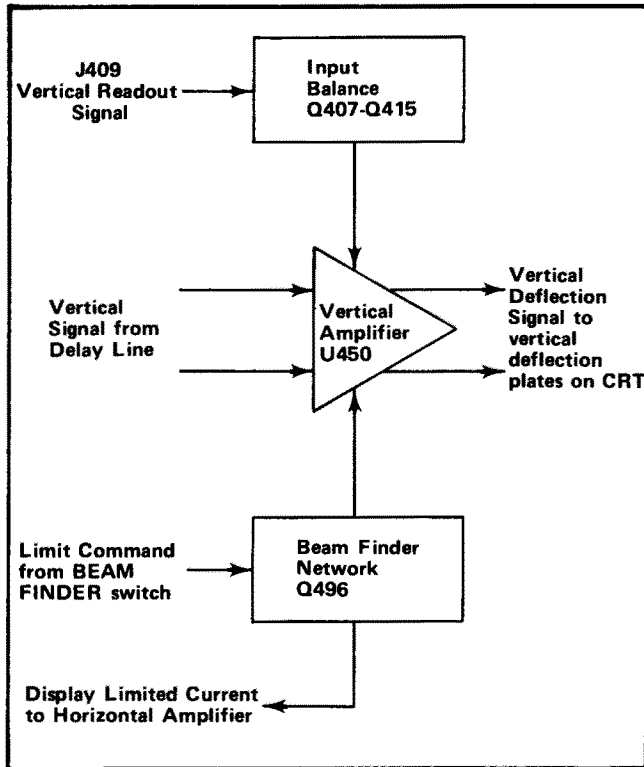 J409
Vertical Readout
Signal
Input
Balance
Q407-Q415
Vertical
Signal from
Delay Line
Vertical
Amplifier
U450
Vertical
Deflection
Signal to
vertical
deflection
plates on CRT
Limit Command
from BEAM
FINDER switch
Beam Finder
Network
Q496
Display Limited Current
to Horizontal Amplifier